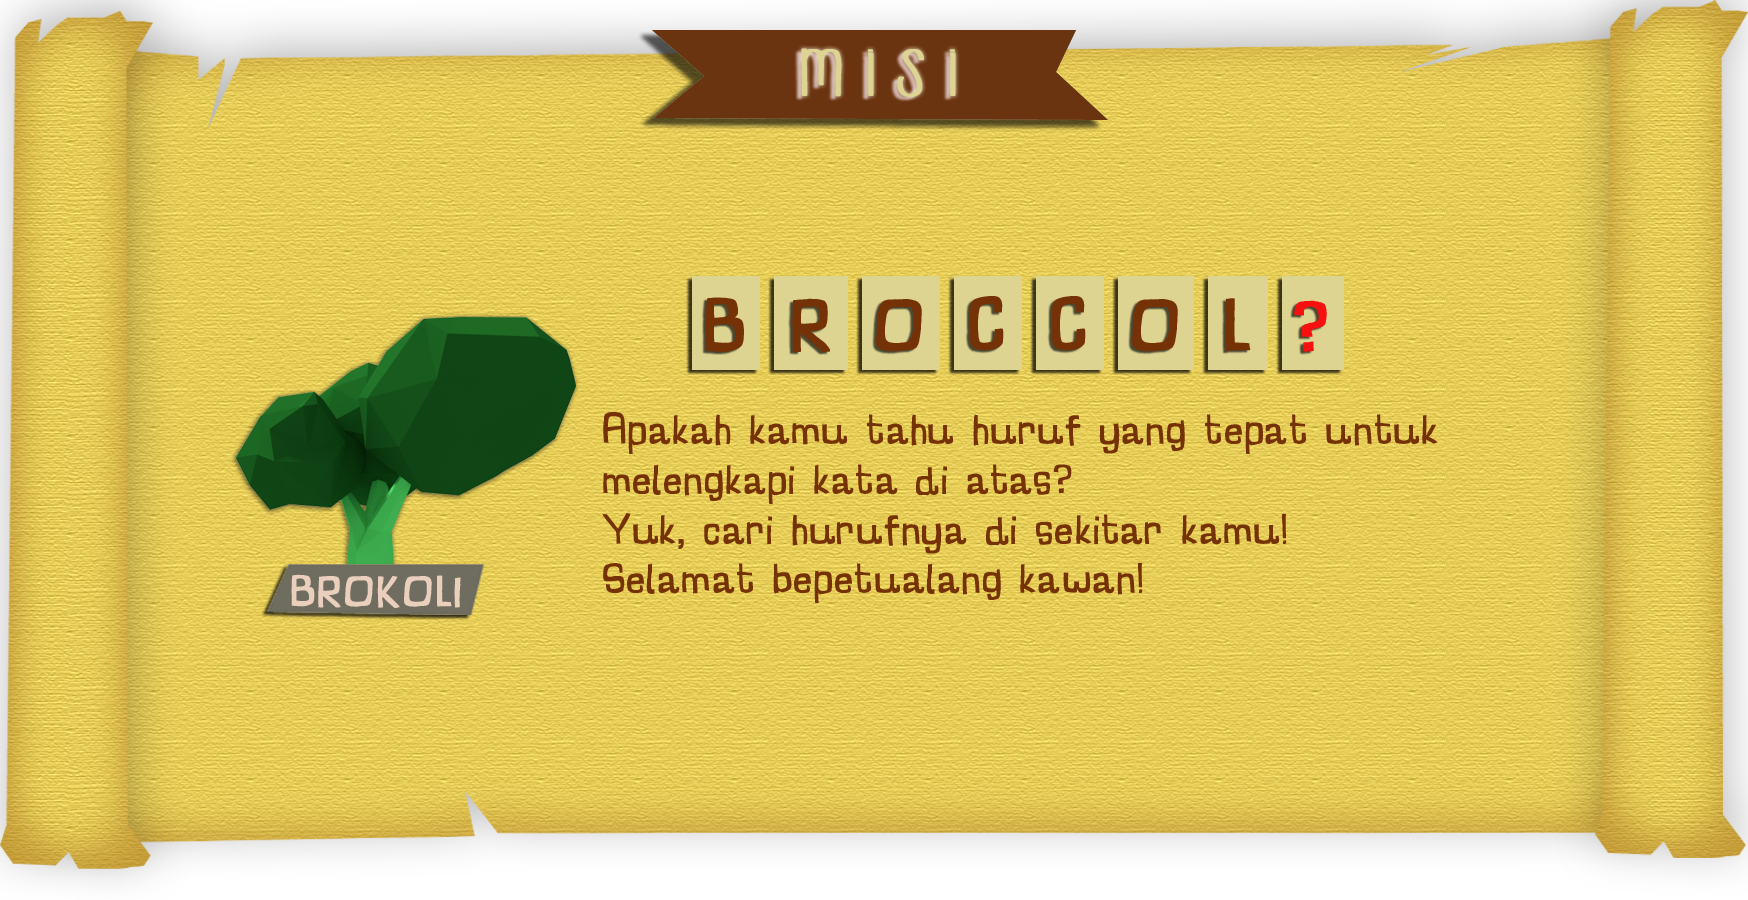 MISI
BROCCOL?
Apakah kamu tahu huruf yang tepat untuk
melengkapi kata di atas?
Yuk, cari hurufnya di sekitar kamu!
Selamat bepetualang kawan!
BROKOLI